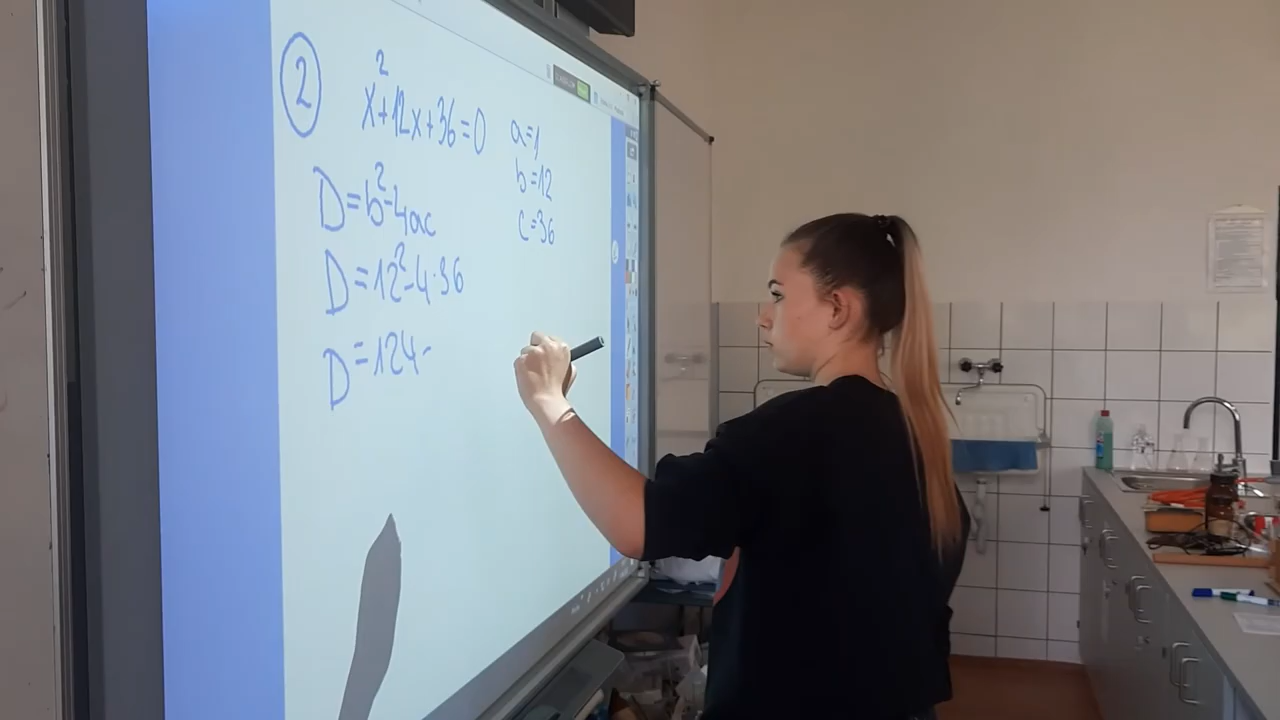 2
x²+12x+36=0
a=1
b=12
c=36
D=b²-4ac
D=12²-4·36
D=124-